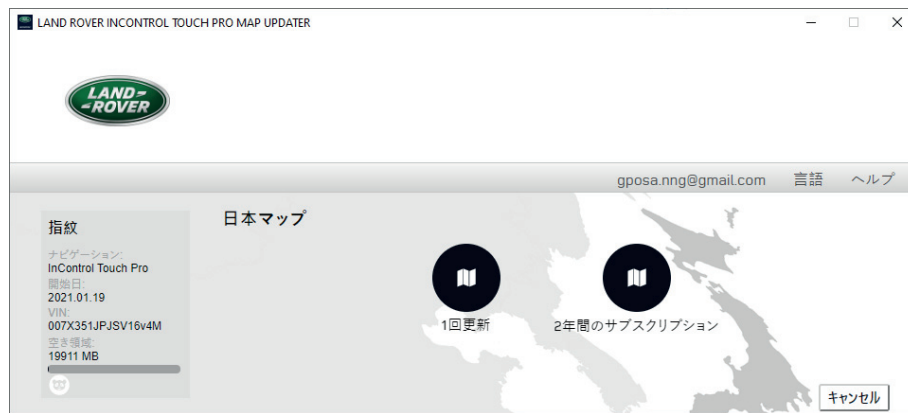 LAND ROVER INCONTROL TOUCH PRO MAP UPDATER
LAND-
-ROVER
gposa.nng@gmail.com 言語 ヘルプ
指紋
ナビゲーション:
InControl Touch Pro
開始日:
2021.01.19
VIN:
007X351JPJSV16v4M
空き領域:
19911 MB
日本マップ
1回更新
2年間のサブスクリプション
キャンセル